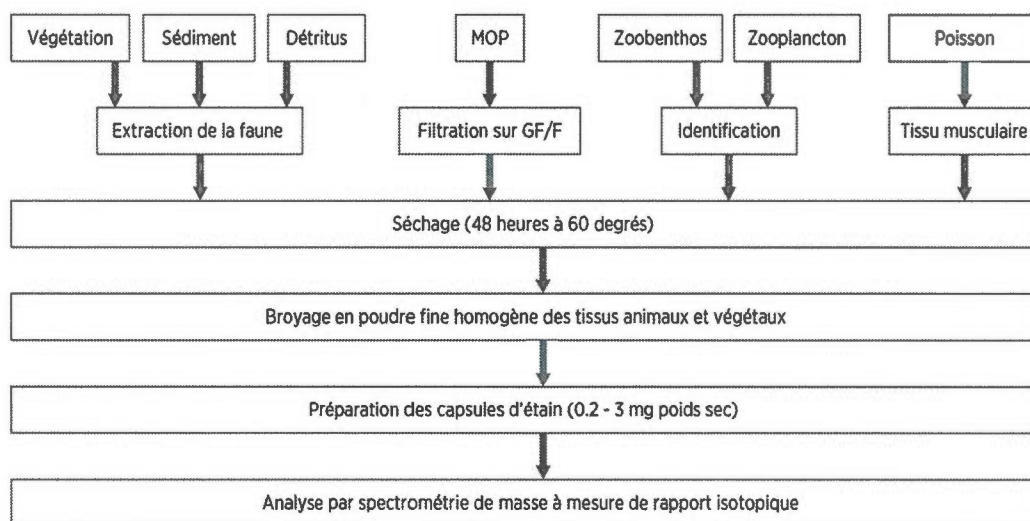 Végétation
Sédiment
Détritus
MOP
Zoobenthos
Zooplancton
Poisson
Extraction de la faune
Filtration sur GF/F
Identification
Tissu musculaire
Séchage (48 heures à 60 degrés)
Broyage en poudre fine homogène des tissus animaux et végétaux
Préparation des capsules d'étain (0.2 - 3 mg poids sec)
Analyse par spectrométrie de masse à mesure de rapport isotopique